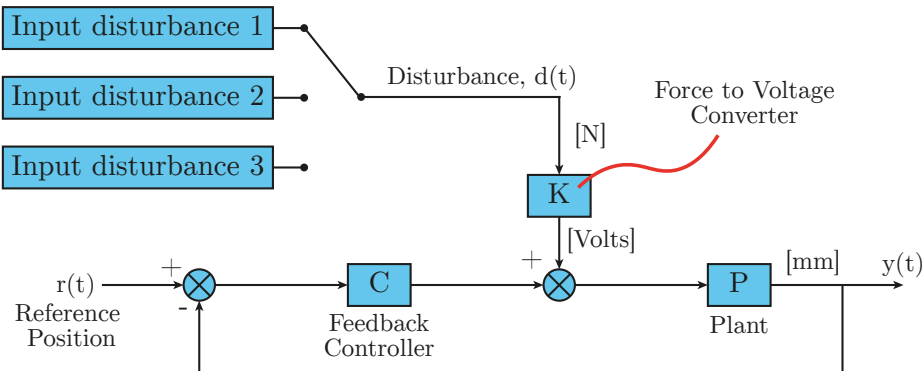 Input disturbance 1
Disturbance, d(t)
Input disturbance 2
Force to Voltage
Converter
[N]
Input disturbance 3
K
[Volts]
+
+
[mm]
y(t)
r(t)
C
P
-
Reference
Position
Feedback
Controller
Plant